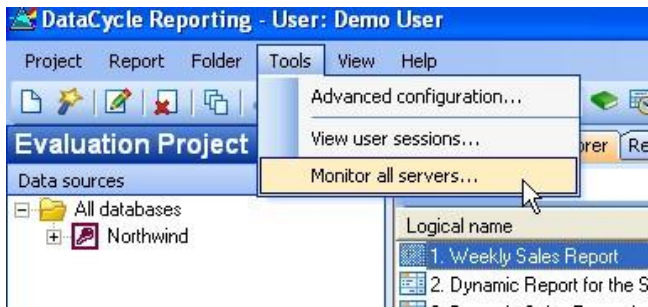 DataCycle Reporting - User: Demo User
Project Report Folder Tools View Help
Advanced configuration...
View user sessions...
Monitor all servers...
Evaluation Project
Data sources
All databases
Northwind
Logical name
1. Weekly Sales Report
2. Dynamic Report for the S